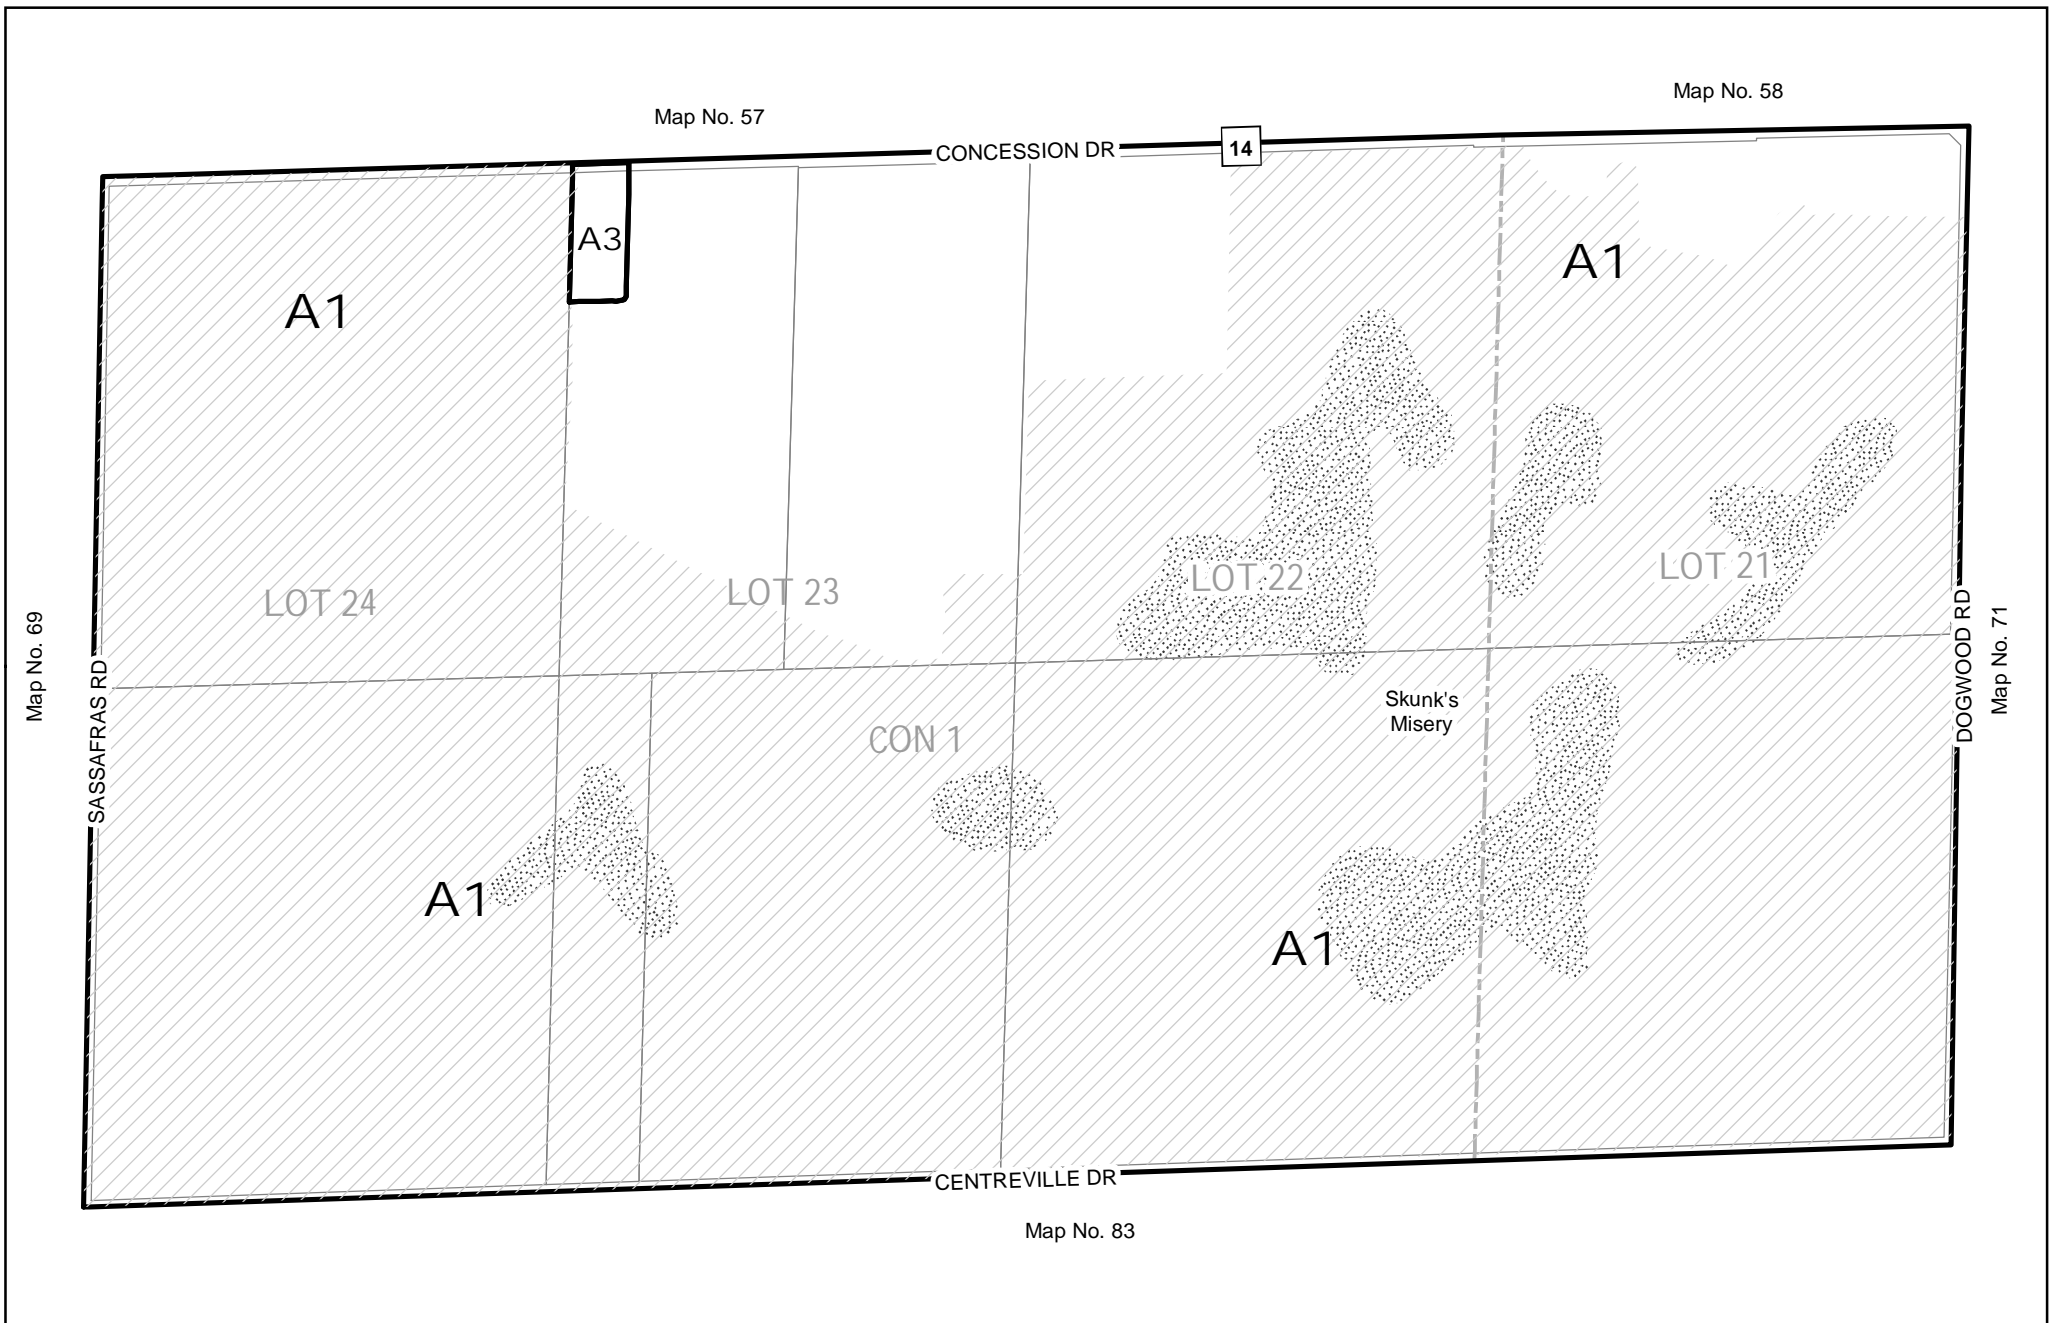 Map No. 58
Map No. 57
CONCESSION DR
14
A3
A1
A1
LOT 24
LOT 23
LOT 22
LOT 21
Map No. 69
SASSAFRAS RD
DOGWOOD RD
Map No. 71
Skunk's
Misery
CON 1
A1
A1
CENTREVILLE DR
Map No. 83